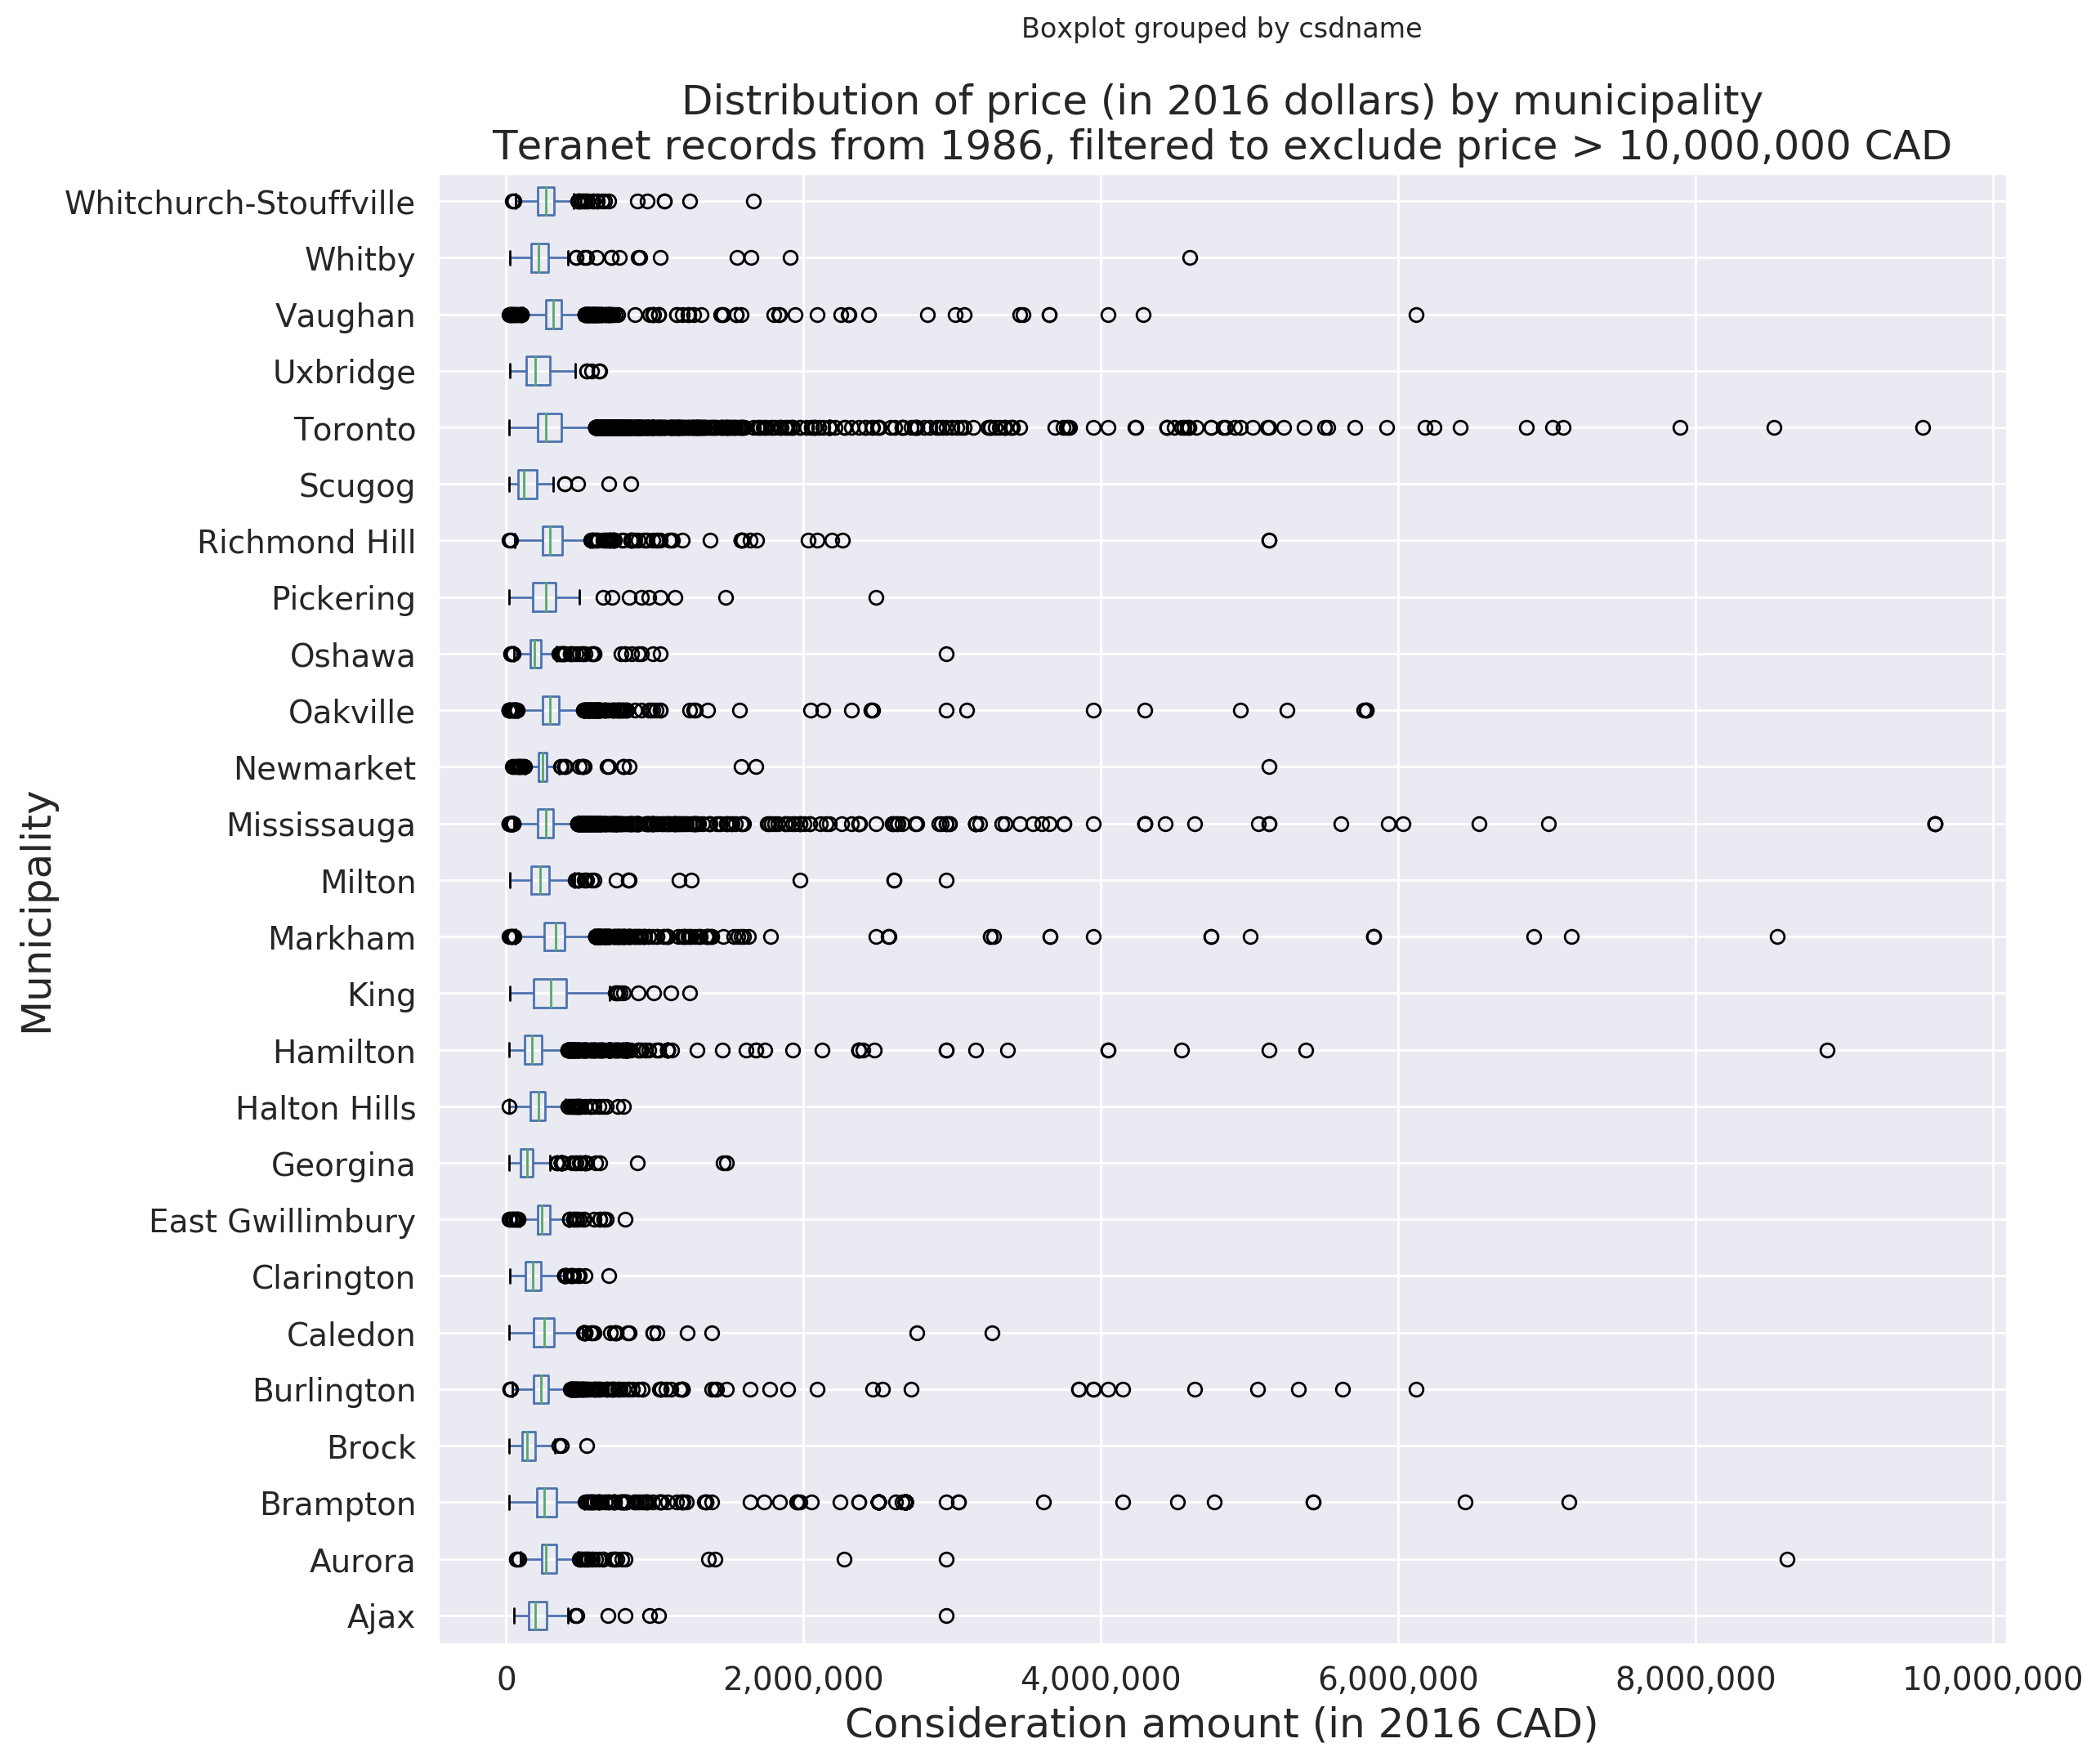 Boxplot grouped by csdname
Distribution of price (in 2016 dollars) by municipality
Teranet records from 1986, filtered to exclude price > 10,000,000 CAD
Whitchurch-Stouffville
Whitby
Vaughan
Uxbridge
Toronto
Scugog
Richmond Hill
Pickering
Oshawa
Oakville
Newmarket
Mississauga
Milton
Markham
King
Hamilton
Halton Hills
Georgina
East Gwillimbury
Clarington
Caledon
Burlington
Brock
Brampton
Aurora
Ajax
Municipality
0 2,000,000 4,000,000 6,000,000 8,000,000 10,000,000
Consideration amount (in 2016 CAD)